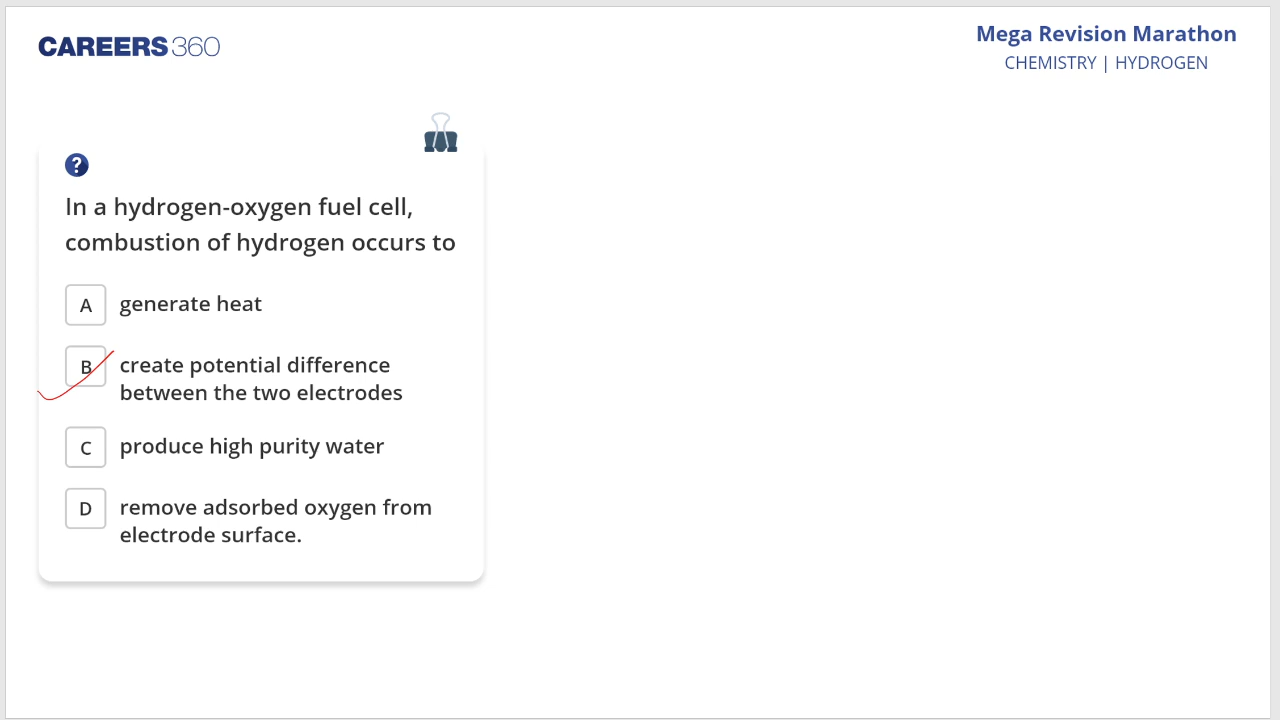 CAREERS360
Mega Revision Marathon
CHEMISTRY | HYDROGEN
?
In a hydrogen-oxygen fuel cell,
combustion of hydrogen occurs to
A generate heat
B create potential difference
between the two electrodes
C produce high purity water
D remove adsorbed oxygen from
electrode surface.